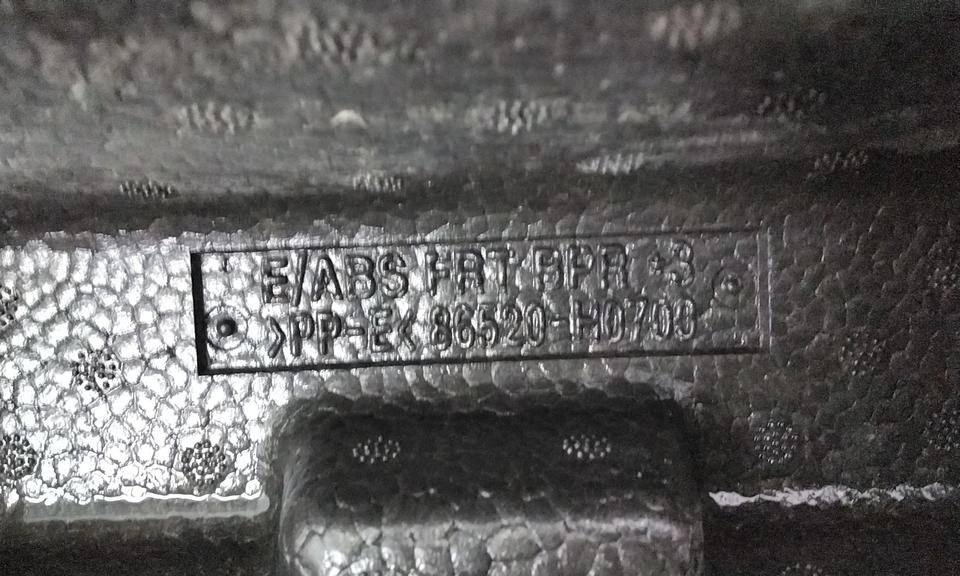 E/ABS FRT BPR +3
>PP-E< 86520-H0700